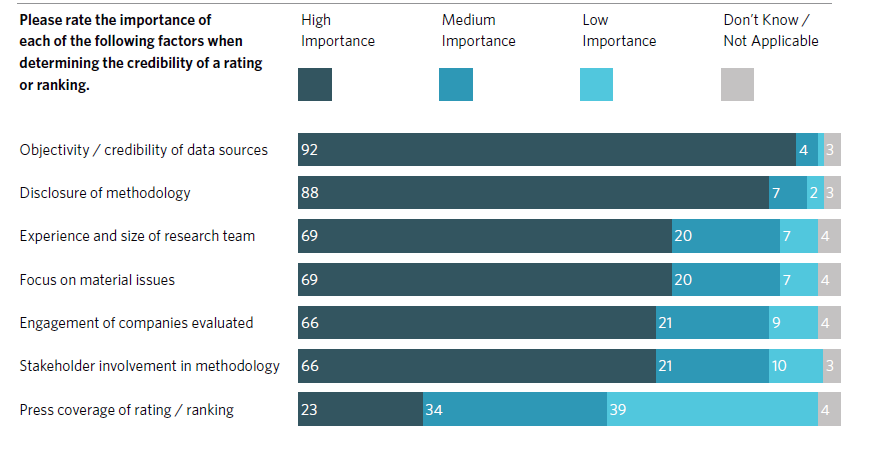 Please rate the importance of
each of the following factors when
determining the credibility of a rating
or ranking.
High
Importance
Medium
Importance
Low
Importance
Don't Know /
Not Applicable
Objectivity / credibility of data sources 92 4 3
Disclosure of methodology 88 7 2 3
Experience and size of research team 69 20 7 4
Focus on material issues 69 20 7 4
Engagement of companies evaluated 66 21 9 4
Stakeholder involvement in methodology 66 21 10 3
Press coverage of rating / ranking 23 34 39 4